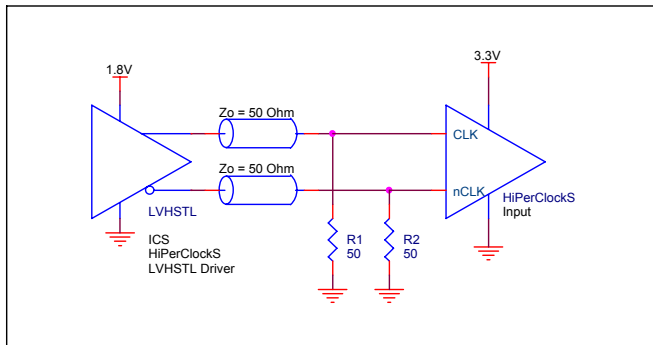 1.8V
3.3V
Zo = 50 Ohm
CLK
Zo = 50 Ohm
nCLK
LVHSTL
HiPerClockS
Input
ICS
HiPerClockS
LVHSTL Driver
R1
50
R2
50